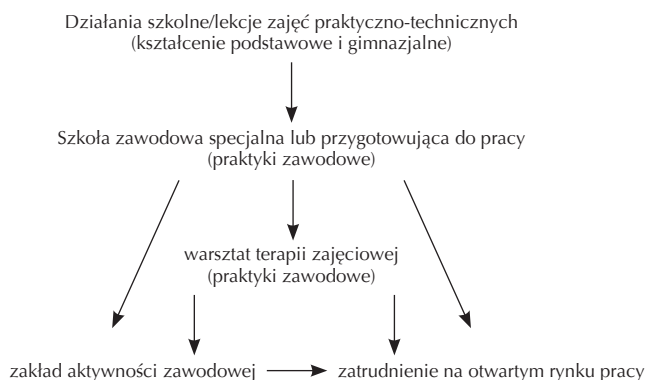 Działania szkolne/lekcje zajęć praktyczno-technicznych
(kształcenie podstawowe i gimnazjalne)
Szkoła zawodowa specjalna lub przygotowująca do pracy
(praktyki zawodowe)
warsztat terapii zajęciowej
(praktyki zawodowe)
zakład aktywności zawodowej
zatrudnienie na otwartym rynku pracy